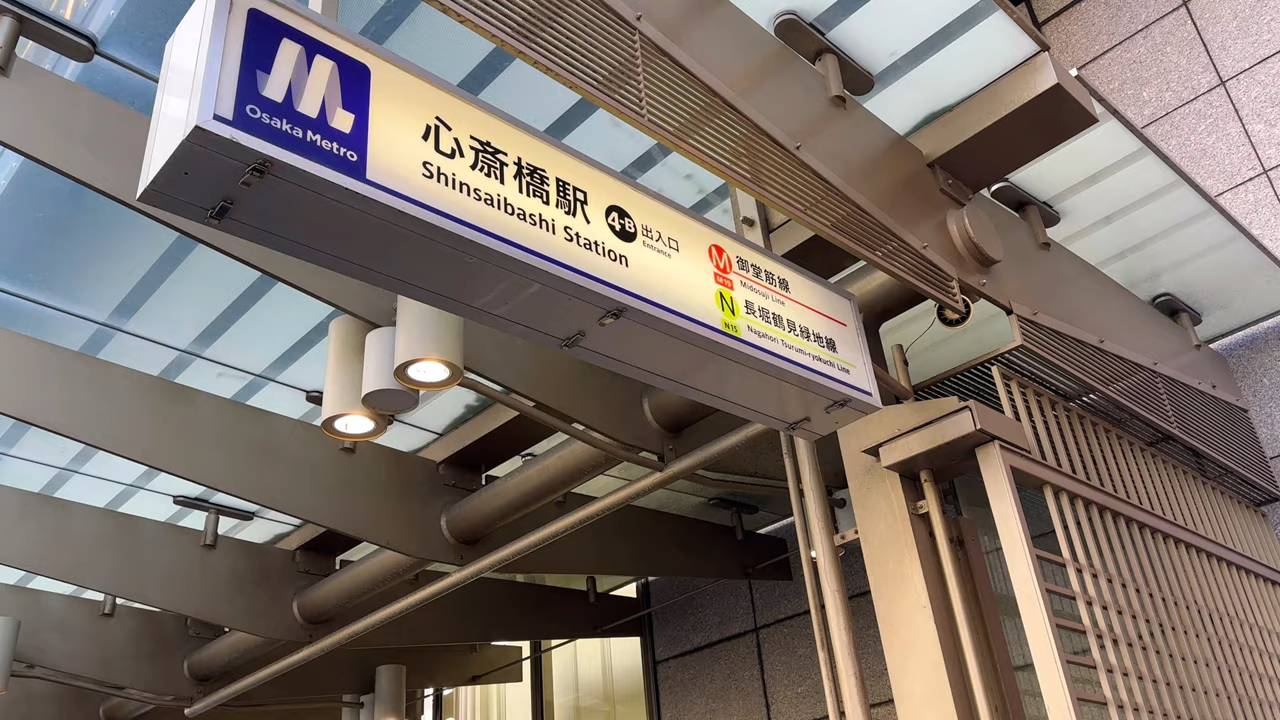 Osaka Metro
心斎橋駅
Shinsaibashi Station
4-B 出入口
Entrance
M 御堂筋線
M19 Midosuji Line
N 長堀鶴見緑地線
N15 Nagahori Tsurumi-ryokuchi Line